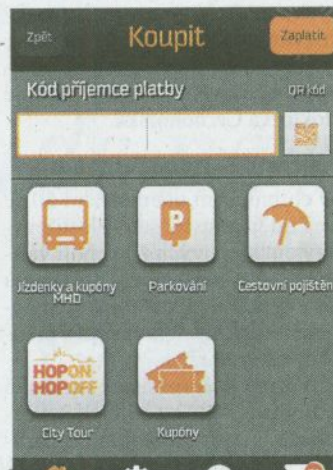 Zpět
Koupit
Zaplatit
Kód příjemce platby
QR kód
P
Jízdenky a kupóny
MHD
Parkování
Cestovní pojištěn
HOP ON-
HOP OFF
City Tour
Kupóny